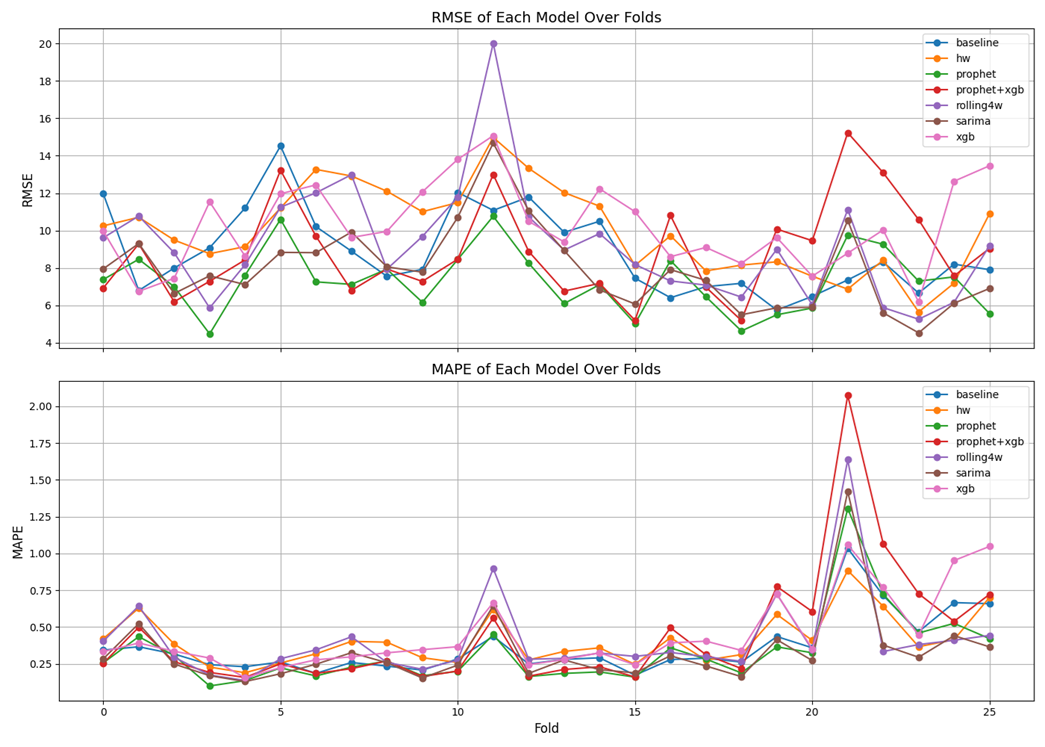 RMSE of Each Model Over Folds
RMSE
20
18
16
14
12
10
8
6
4
baseline
hw
prophet
prophet+xgb
rolling4w
sarima
xgb
MAPE of Each Model Over Folds
MAPE
2.00
1.75
1.50
1.25
1.00
0.75
0.50
0.25
baseline
hw
prophet
prophet+xgb
rolling4w
sarima
xgb
0 5 10 15 20 25
Fold